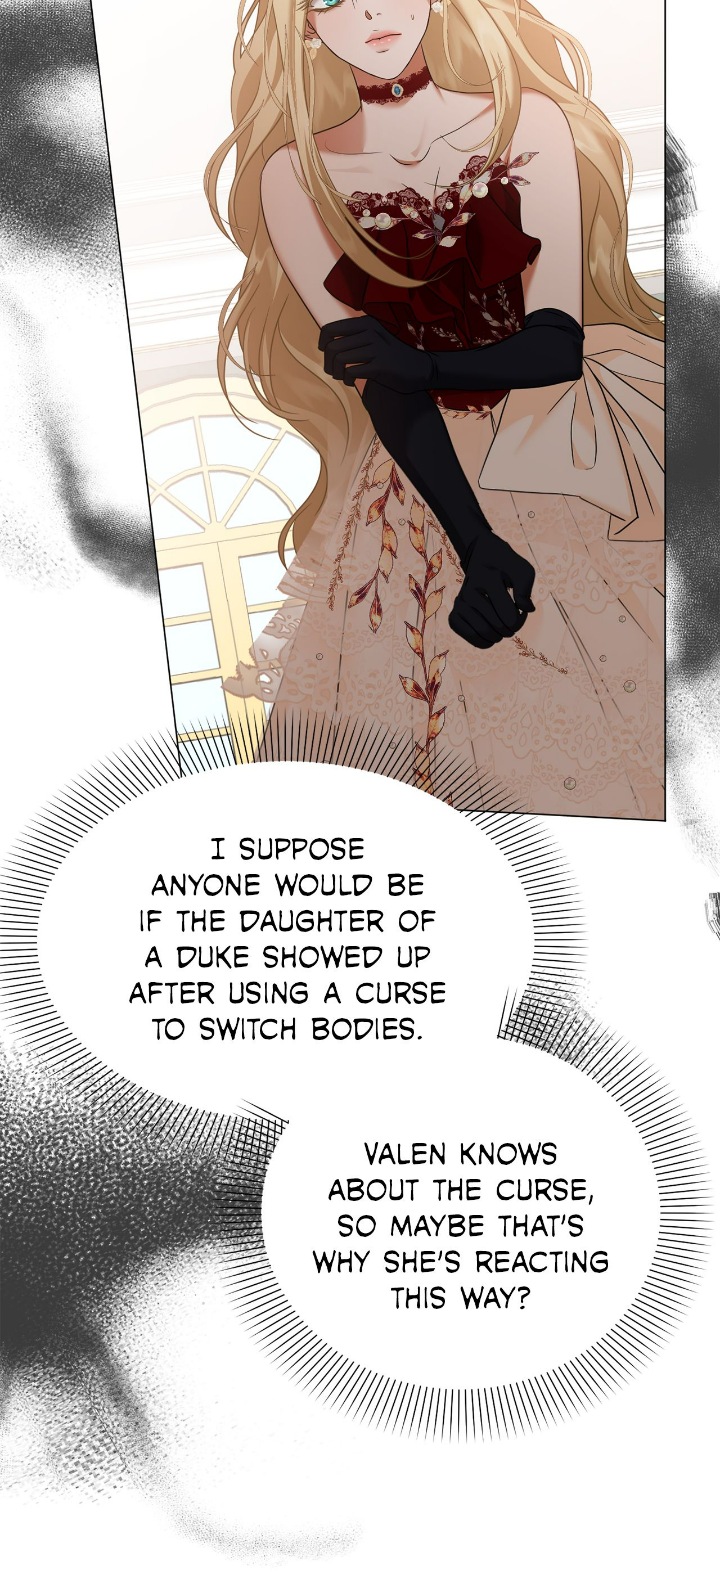 I SUPPOSE
ANYONE WOULD BE
IF THE DAUGHTER OF
A DUKE SHOWED UP
AFTER USING A CURSE
TO SWITCH BODIES.
VALEN KNOWS
ABOUT THE CURSE,
SO MAYBE THAT'S
WHY SHE'S REACTING
THIS WAY?